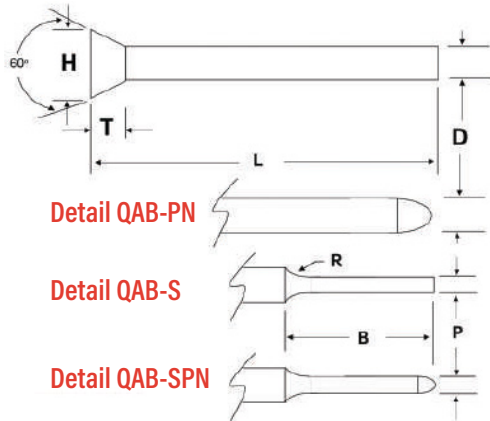 60°
H
T
L
D
Detail QAB-PN
R
Detail QAB-S
B
P
Detail QAB-SPN